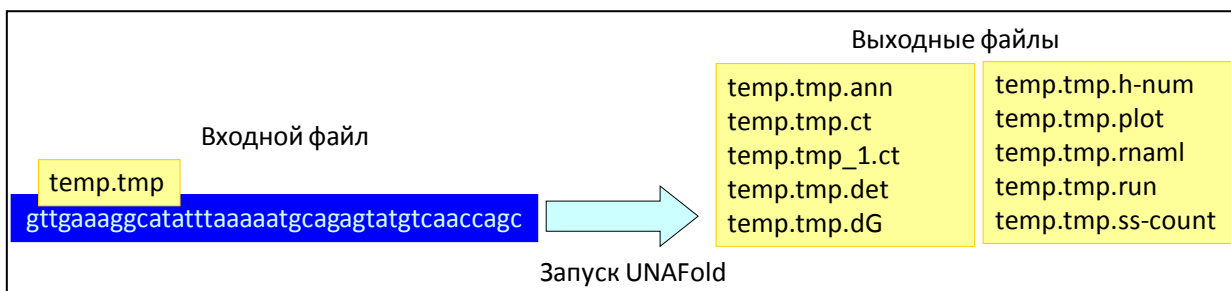 Выходные файлы
temp.tmp.ann
temp.tmp.ct
temp.tmp_1.ct
temp.tmp.det
temp.tmp.dG
temp.tmp.h-num
temp.tmp.plot
temp.tmp.rnaml
temp.tmp.run
temp.tmp.ss-count
Входной файл
temp.tmp
gttgaaaggcatatttaaaaatgcagagtatgtcaaccagc
Запуск UNAFold